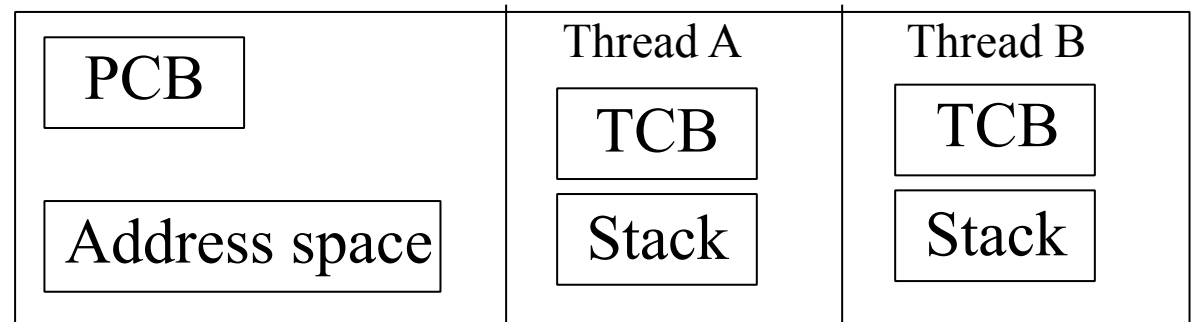 PCB
Address space
Thread A
TCB
Stack
Thread B
TCB
Stack